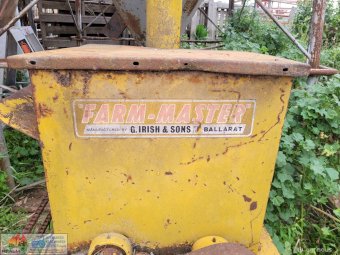 "FARM-MASTER"
MANUFACTURED BY G. IRISH & SONS BALLARAT